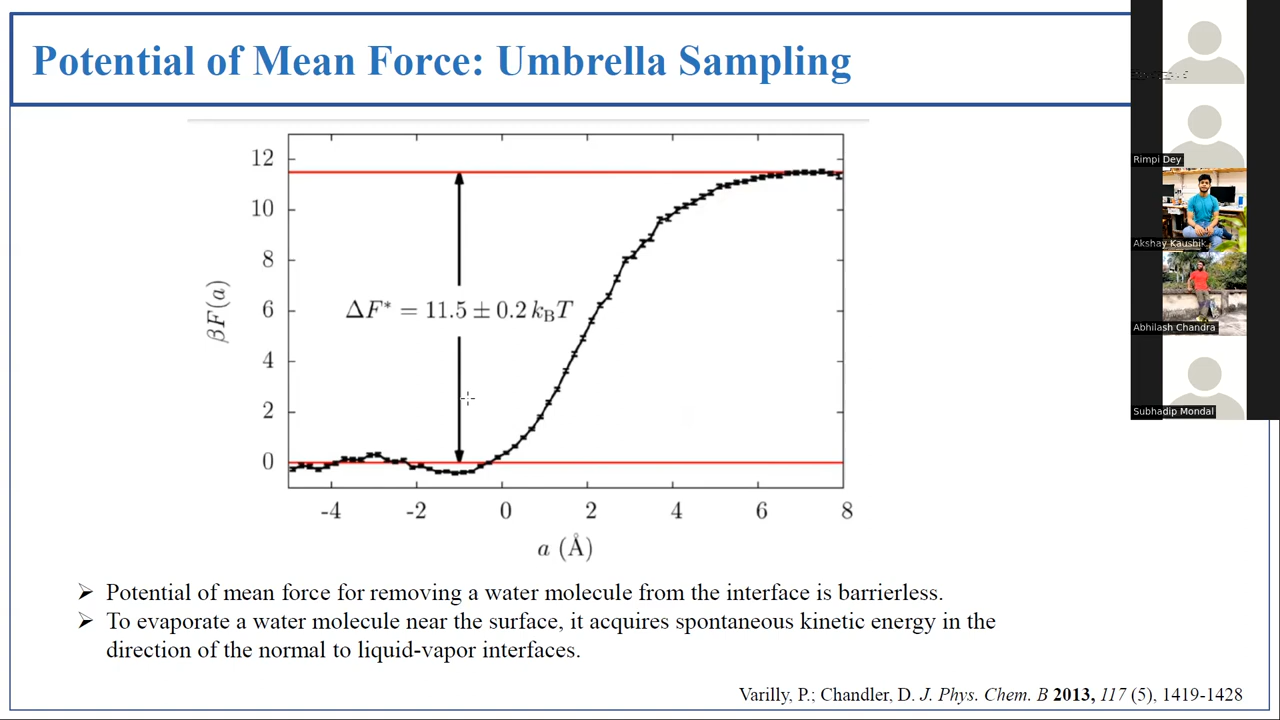 Potential of Mean Force: Umbrella Sampling
12
10
8
6
4
2
0
βF(a)
ΔF* = 11.5 ± 0.2 kBT
-4 -2 0 2 4 6 8
a (Å)
➢ Potential of mean force for removing a water molecule from the interface is barrierless.
➢ To evaporate a water molecule near the surface, it acquires spontaneous kinetic energy in the
direction of the normal to liquid-vapor interfaces.
Varilly, P.; Chandler, D. J. Phys. Chem. B 2013, 117 (5), 1419-1428
Rimpi Dey
Akshay Kaushik
Abhilash Chandra
Subhadip Mondal